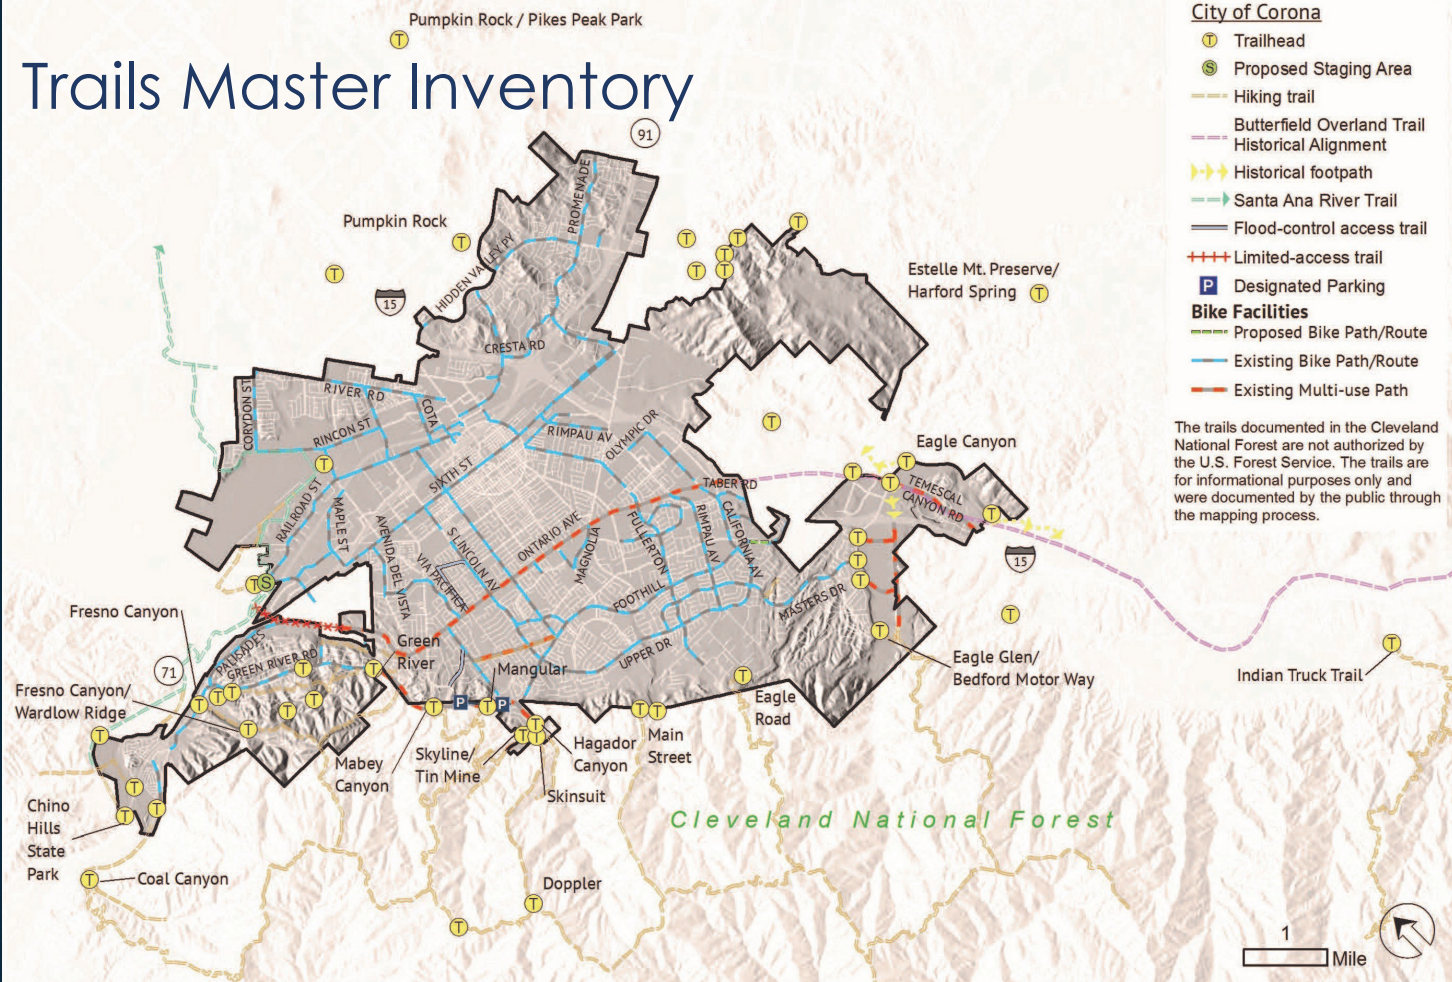 Pumpkin Rock / Pikes Peak Park
Trails Master Inventory
City of Corona
T Trailhead
S Proposed Staging Area
Hiking trail
Butterfield Overland Trail
Historical Alignment
Historical footpath
Santa Ana River Trail
Flood-control access trail
Limited-access trail
P Designated Parking
Bike Facilities
Proposed Bike Path/Route
Existing Bike Path/Route
Existing Multi-use Path
The trails documented in the Cleveland
National Forest are not authorized by
the U.S. Forest Service. The trails are
for informational purposes only and
were documented by the public through
the mapping process.
91
PROMENADE
Pumpkin Rock
HIDDEN VALLEY PY
15
Estelle Mt. Preserve/
Harford Spring
CRESTA RD
RIVER RD
CORYDON ST
COTA
RINCON ST
RIMPAU AV
OLYMPIC DR
Eagle Canyon
SIXTH ST
TABER RD
TEMESCAL
CANYON RD
RAILROAD ST
MAPLE ST
AVENIDA DEL VISTA
S LINCOLN AV
ONTARIO AVE
MAGNOLIA
FULLERTON
RIMPAU AV
CALIFORNIA AV
15
VIA PACIFICA
FOOTHILL
MASTERS DR
S
Fresno Canyon
PALISADES
GREEN RIVER RD
Green
River
UPPER DR
71
Mangular
Eagle Glen/
Bedford Motor Way
Indian Truck Trail
Fresno Canyon/
Wardlow Ridge
P
P
Eagle
Road
Mabey
Canyon
Skyline/
Tin Mine
Hagador
Canyon
Main
Street
Skinsuit
Chino
Hills
State
Park
Cleveland National Forest
Coal Canyon
Doppler
1
Mile